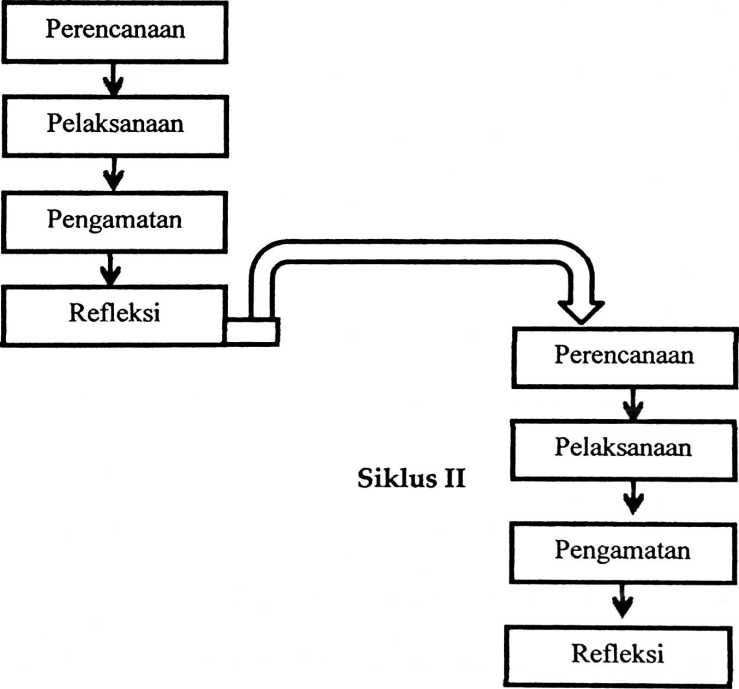 Perencanaan
Pelaksanaan
Pengamatan
Refleksi
Siklus II
Perencanaan
Pelaksanaan
Pengamatan
Refleksi